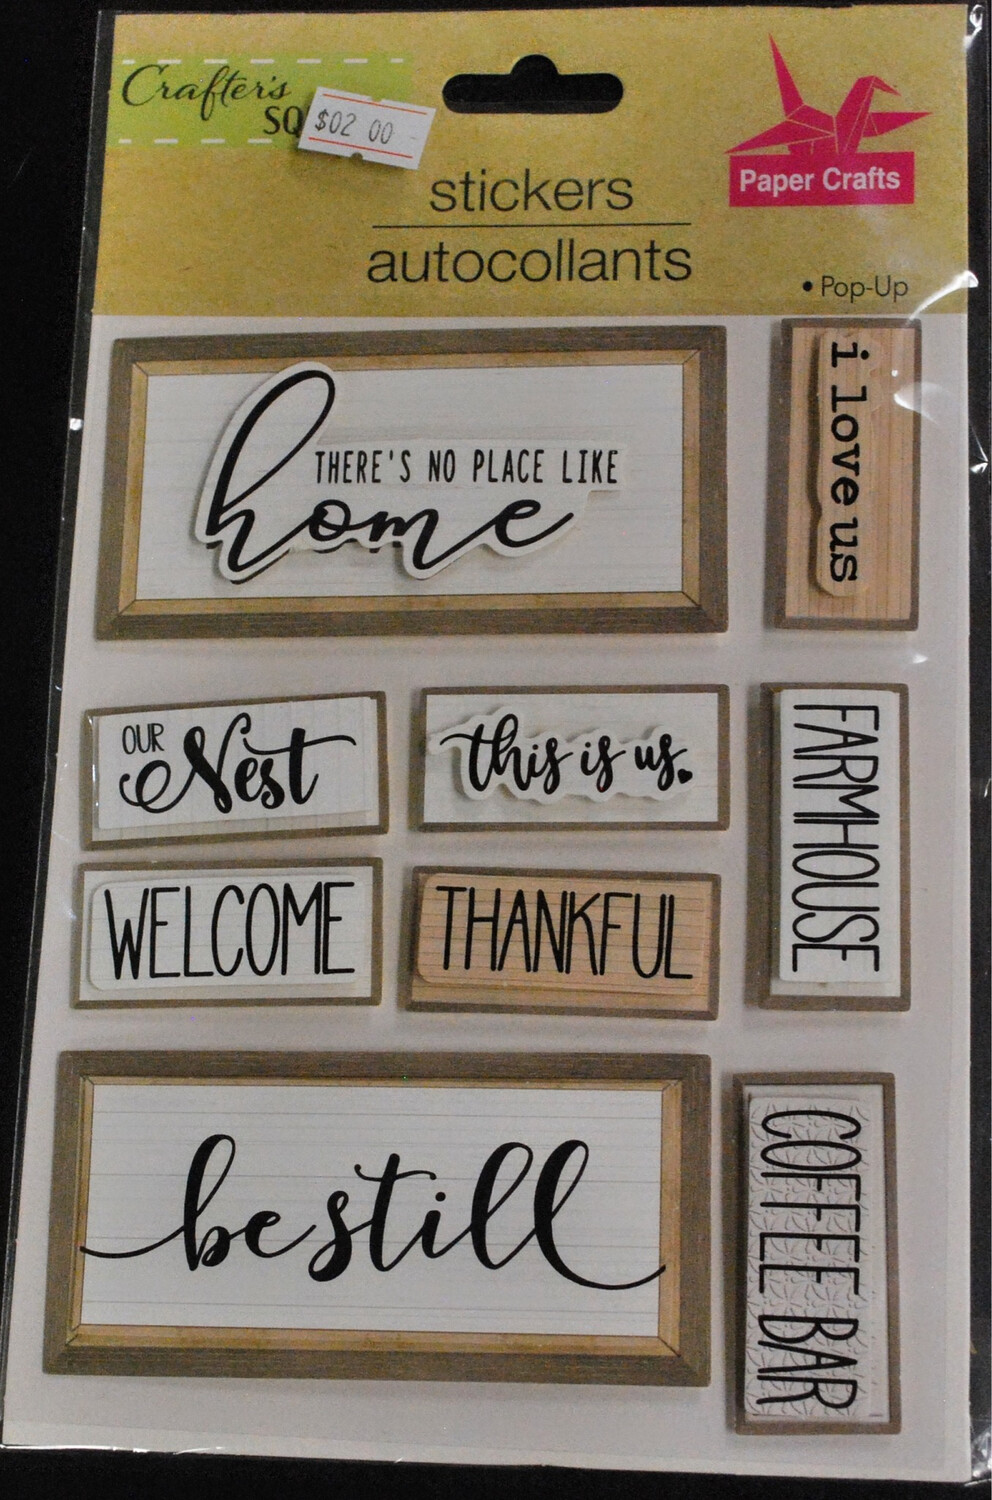 Crafter's
SQ
$02 00
Paper Crafts
stickers
autocollants
• Pop-Up
THERE'S NO PLACE LIKE
home
i love us
OUR Nest
this is us.
FARMHOUSE
WELCOME
THANKFUL
be still
COFFEE BAR